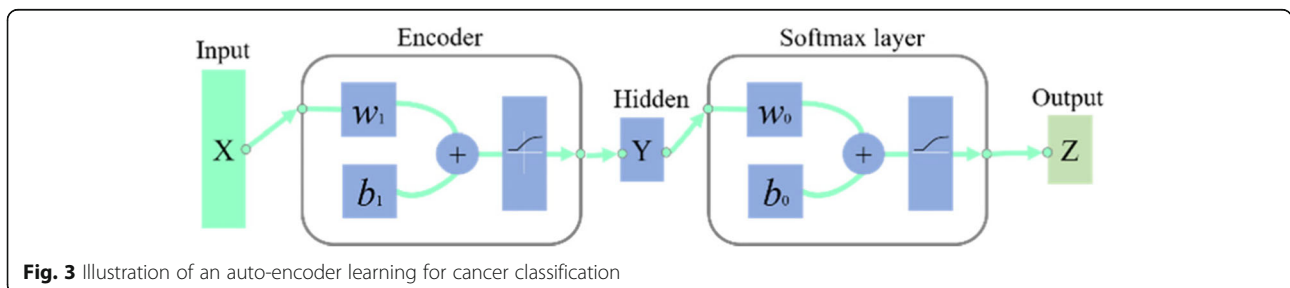 Input
Encoder
Softmax layer
Hidden
Output
X
w1
b1
+
Y
w0
b0
+
Z
Fig. 3 Illustration of an auto-encoder learning for cancer classification